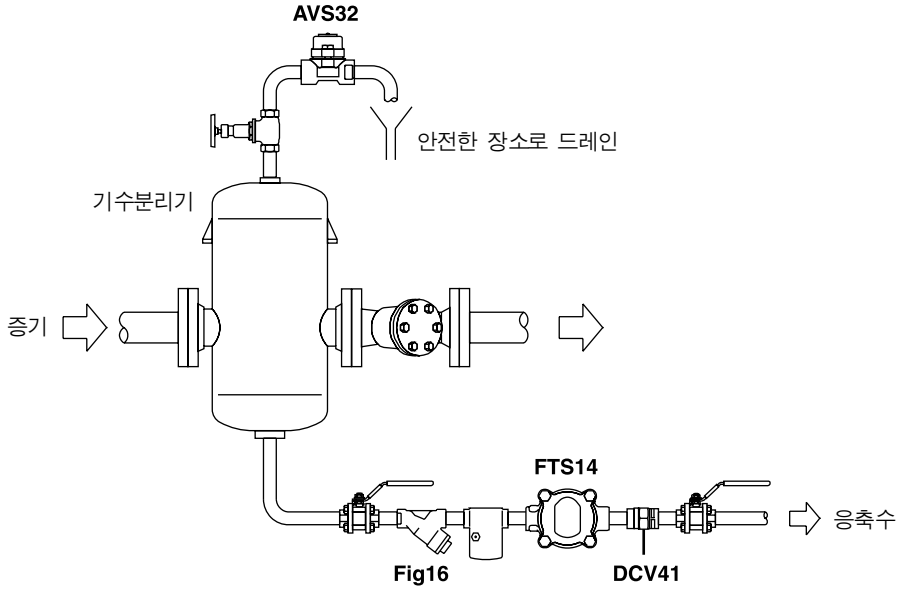 AVS32
안전한 장소로 드레인
기수분리기
증기
FTS14
응축수
Fig16
DCV41